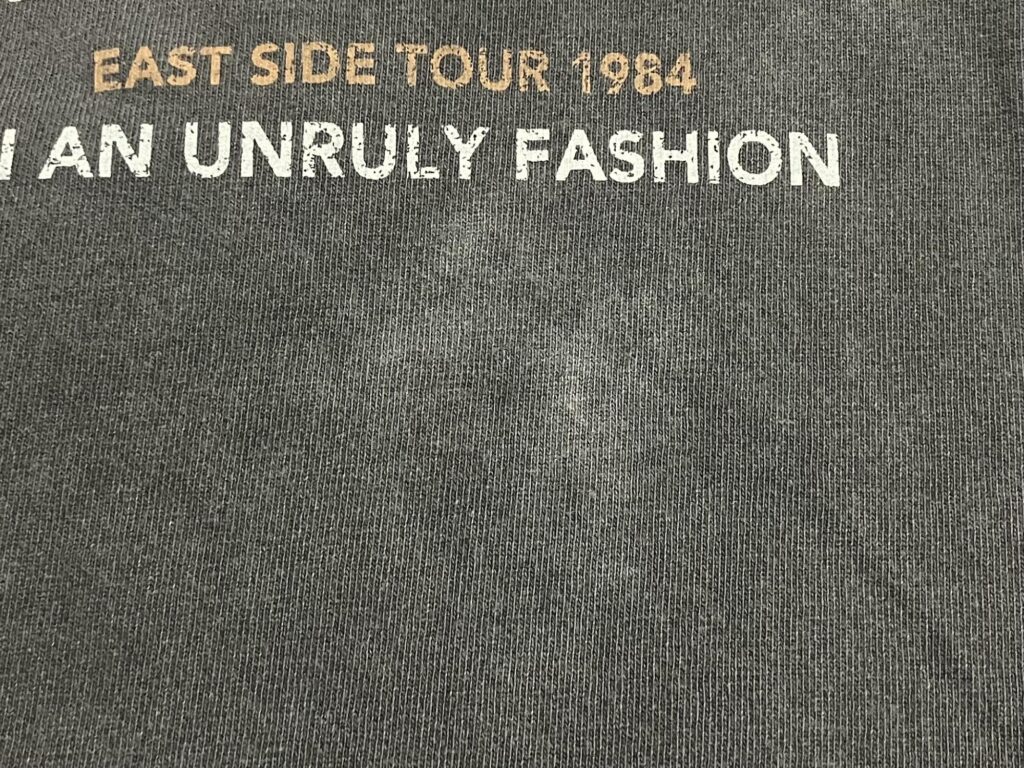 EAST SIDE TOUR 1984
AN UNRULY FASHION